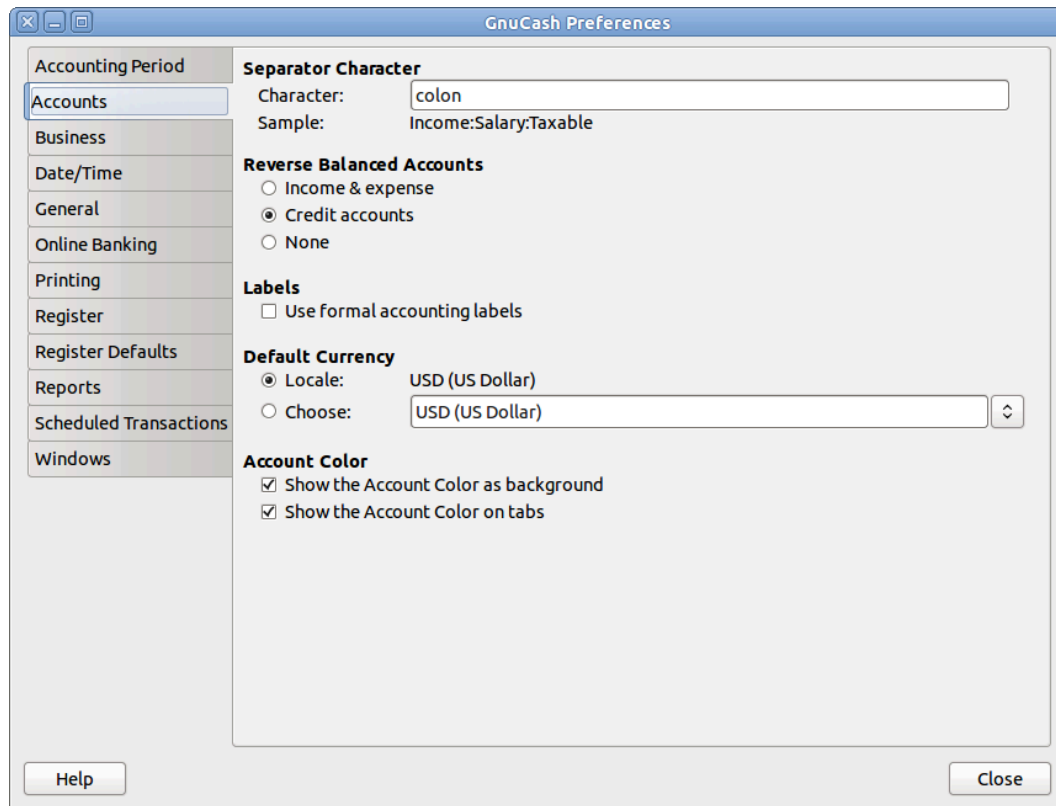 GnuCash Preferences
Accounting Period
Accounts
Business
Date/Time
General
Online Banking
Printing
Register
Register Defaults
Reports
Scheduled Transactions
Windows
Separator Character
Character: colon
Sample: Income:Salary:Taxable
Reverse Balanced Accounts
Income & expense
Credit accounts
None
Labels
Use formal accounting labels
Default Currency
Locale: USD (US Dollar)
Choose: USD (US Dollar)
Account Color
Show the Account Color as background
Show the Account Color on tabs
Help Close